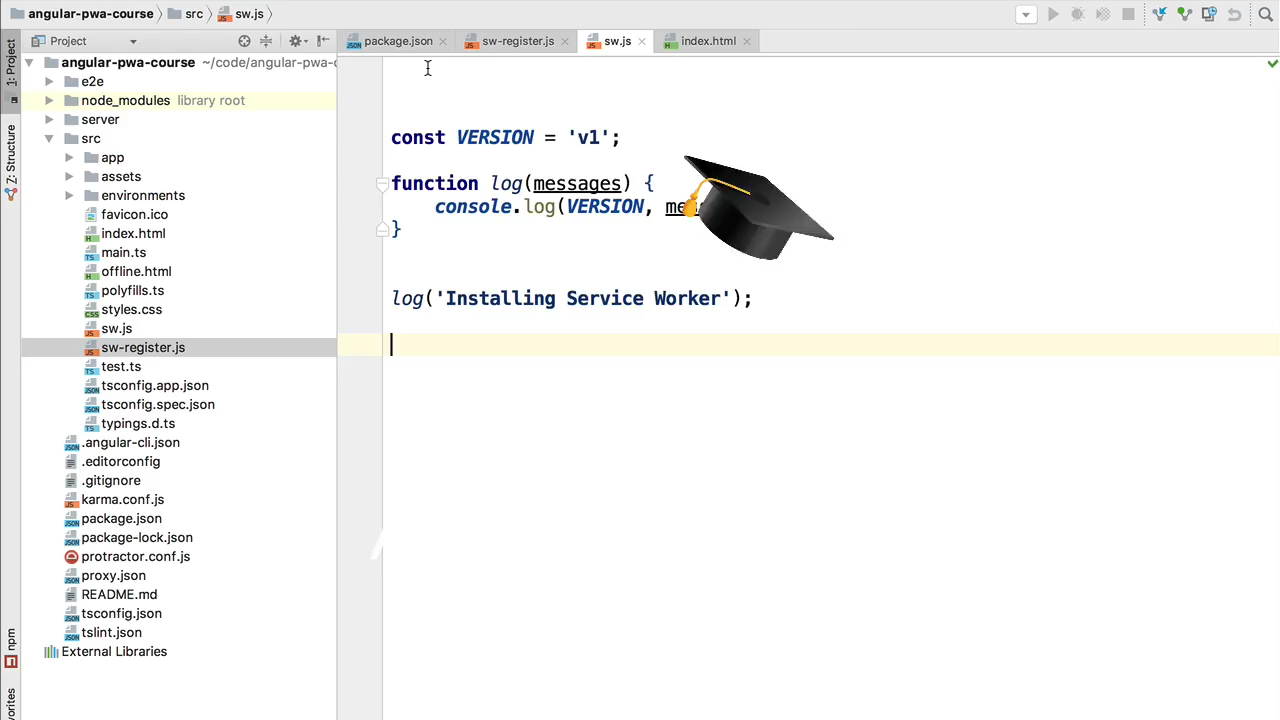 angular-pwa-course src sw.js
1: Project
Project
package.json sw-register.js sw.js index.html
angular-pwa-course ~/code/angular-pwa-c
e2e
node_modules library root
server
src
app
assets
environments
favicon.ico
index.html
main.ts
offline.html
polyfills.ts
styles.css
sw.js
sw-register.js
test.ts
tsconfig.app.json
tsconfig.spec.json
typings.d.ts
.angular-cli.json
.editorconfig
.gitignore
karma.conf.js
package.json
package-lock.json
protractor.conf.js
proxy.json
README.md
tsconfig.json
tslint.json
External Libraries
Z: Structure
npm
const VERSION = 'v1';
function log(messages) {
console.log(VERSION,
}
log('Installing Service Worker');